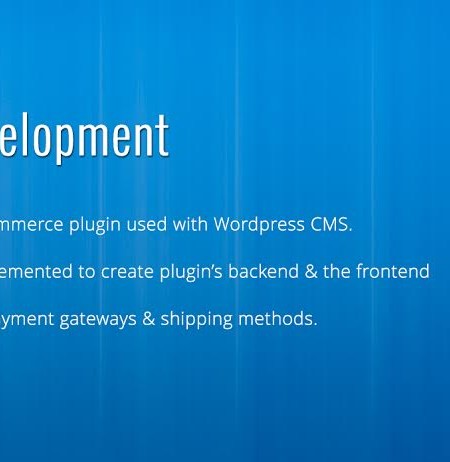 elopment
mmerce plugin used with Wordpress CMS.
emented to create plugin’s backend & the frontend
yment gateways & shipping methods.